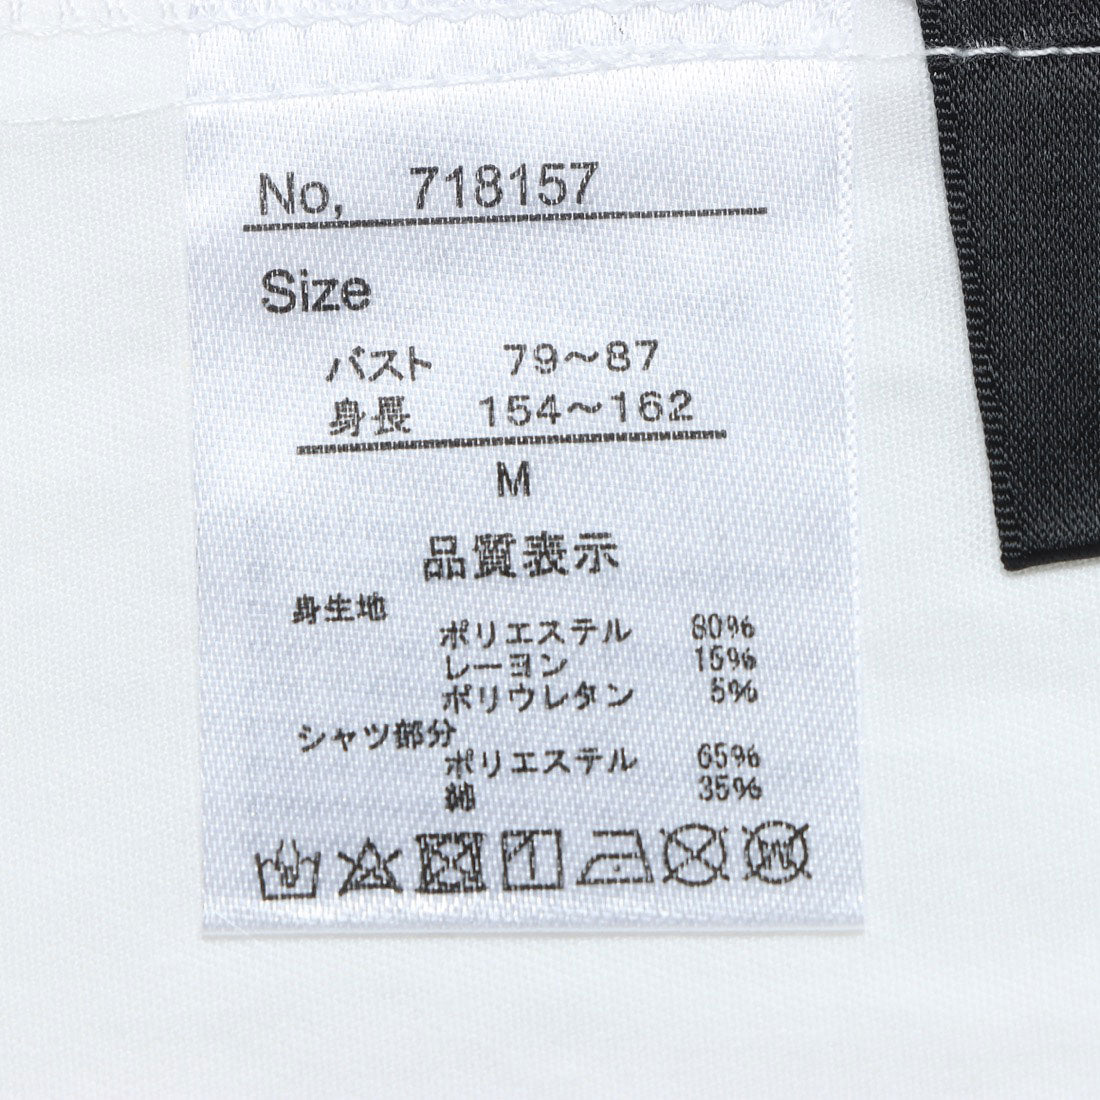 No, 718157
Size
バスト 79～87
身長 154～162
M
品質表示
身生地
ポリエステル 80%
レーヨン 15%
ポリウレタン 5%
シャツ部分
ポリエステル 65%
綿 35%